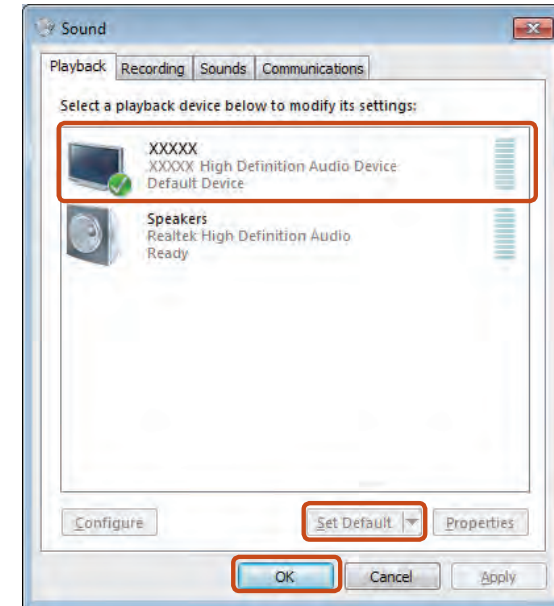 Sound
Playback Recording Sounds Communications
Select a playback device below to modify its settings:
XXXXX
XXXXX High Definition Audio Device
Default Device
Speakers
Realtek High Definition Audio
Ready
Configure Set Default Properties
OK Cancel Apply